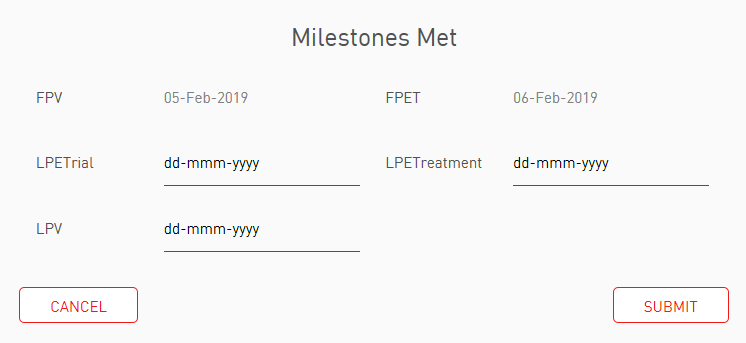 Milestones Met
FPV 05-Feb-2019 FPET 06-Feb-2019
LPETrial dd-mmm-yyyy LPETreatment dd-mmm-yyyy
LPV dd-mmm-yyyy
CANCEL SUBMIT